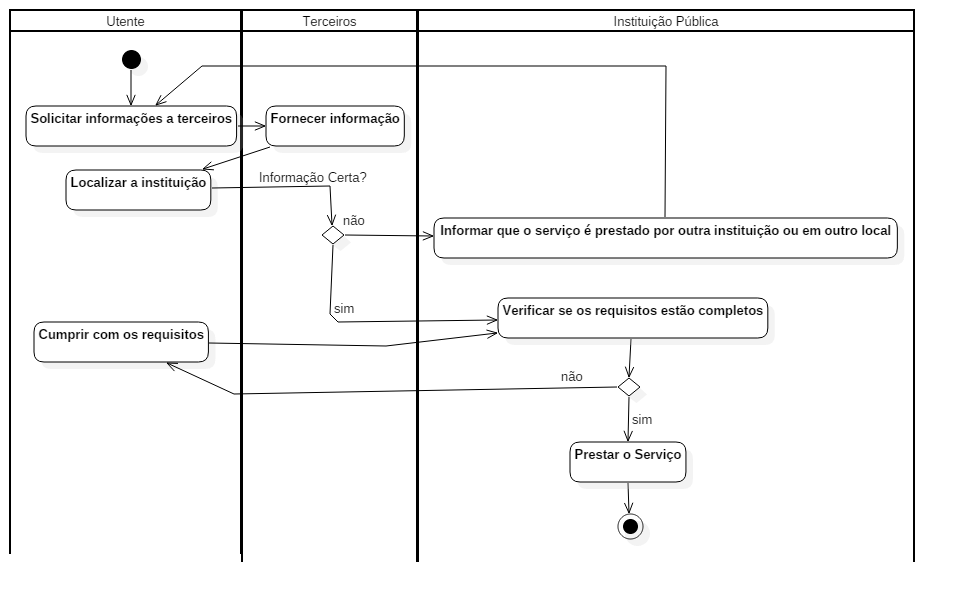 Utente
Terceiros
Instituição Pública
Solicitar informações a terceiros
Fornecer informação
Localizar a instituição
Informação Certa?
não
Informar que o serviço é prestado por outra instituição ou em outro local
sim
Verificar se os requisitos estão completos
Cumprir com os requisitos
não
sim
Prestar o Serviço